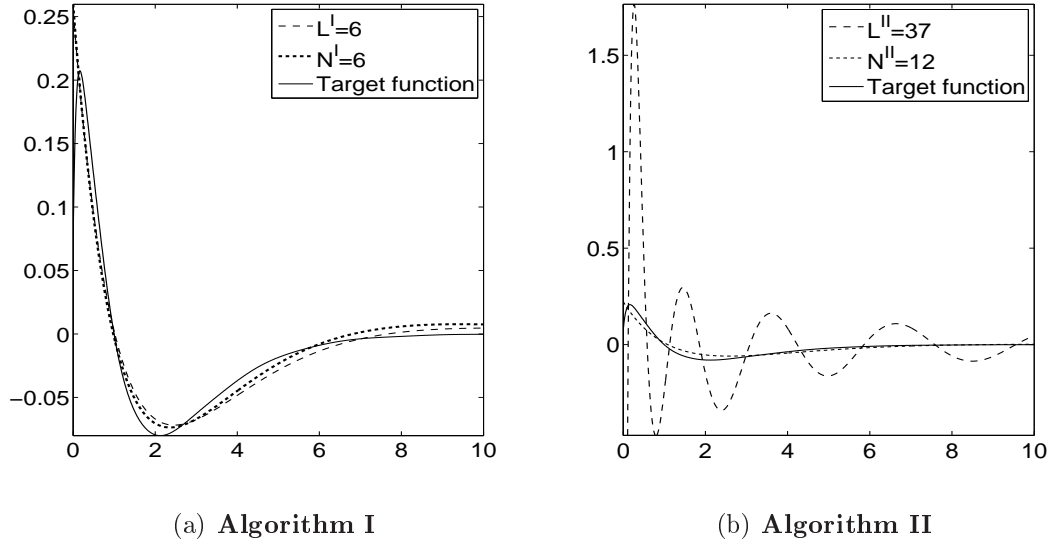 0.25
0.2
0.15
0.1
0.05
0
−0.05
0 2 4 6 8 10
L^I=6
N^I=6
Target function
(a) Algorithm I
1.5
1
0.5
0
0 2 4 6 8 10
L^II=37
N^II=12
Target function
(b) Algorithm II